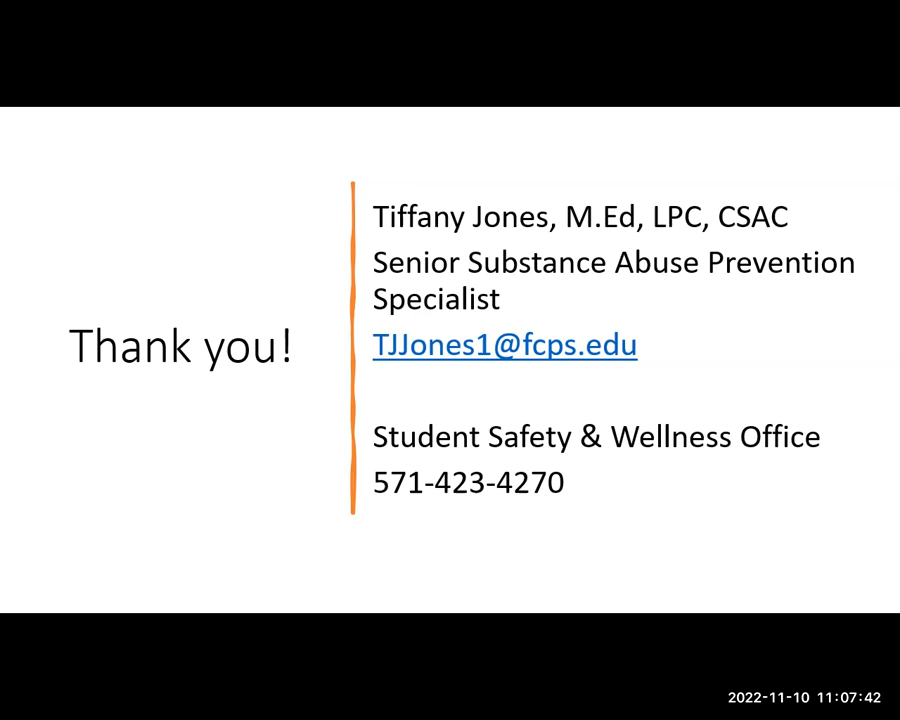 Thank you!
Tiffany Jones, M.Ed, LPC, CSAC
Senior Substance Abuse Prevention
Specialist
TJJones1@fcps.edu
Student Safety & Wellness Office
571-423-4270
2022-11-10 11:07:42